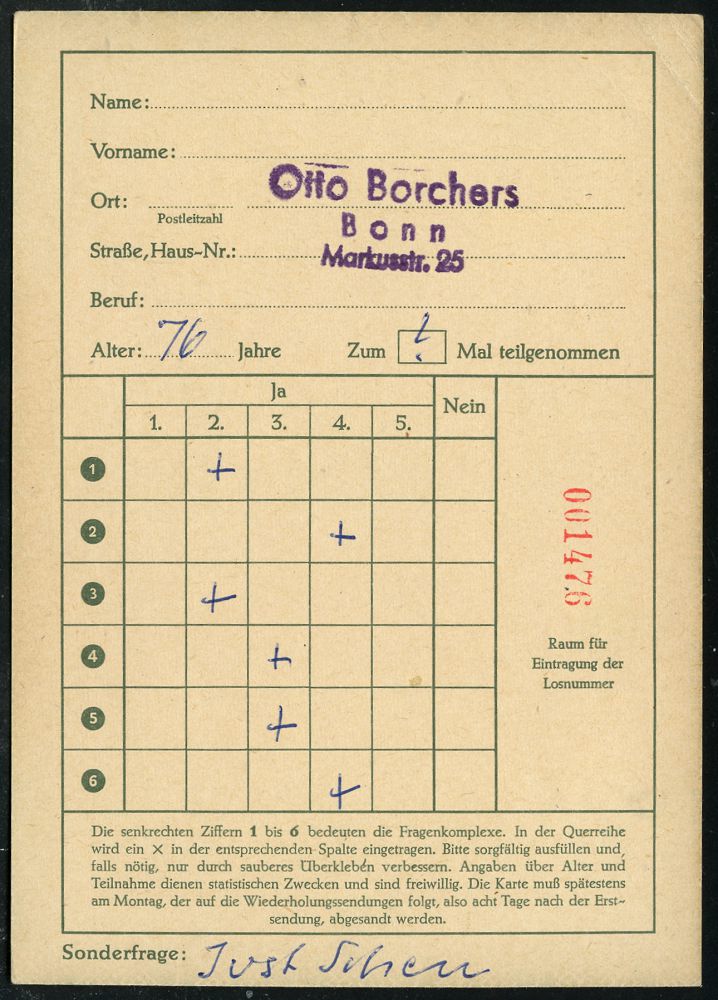 Name:
Vorname:
Otto Borchers
Ort:
Postleitzahl
Bonn
Straße, Haus-Nr.:
Markusstr. 25
Beruf:
Alter: 76 Jahre Zum ? Mal teilgenommen
Ja
Nein
1. 2. 3. 4. 5.
1 +
2 +
3 +
4 +
5 +
6 +
001476
Raum für
Eintragung der
Losnummer
Die senkrechten Ziffern 1 bis 6 bedeuten die Fragenkomplexe. In der Querreihe
wird ein × in der entsprechenden Spalte eingetragen. Bitte sorgfältig ausfüllen und,
falls nötig, nur durch sauberes Überkleben verbessern. Angaben über Alter und
Teilnahme dienen statistischen Zwecken und sind freiwillig. Die Karte muß spätestens
am Montag, der auf die Wiederholungssendungen folgt, also acht Tage nach der Erst-
sendung, abgesandt werden.
Sonderfrage: